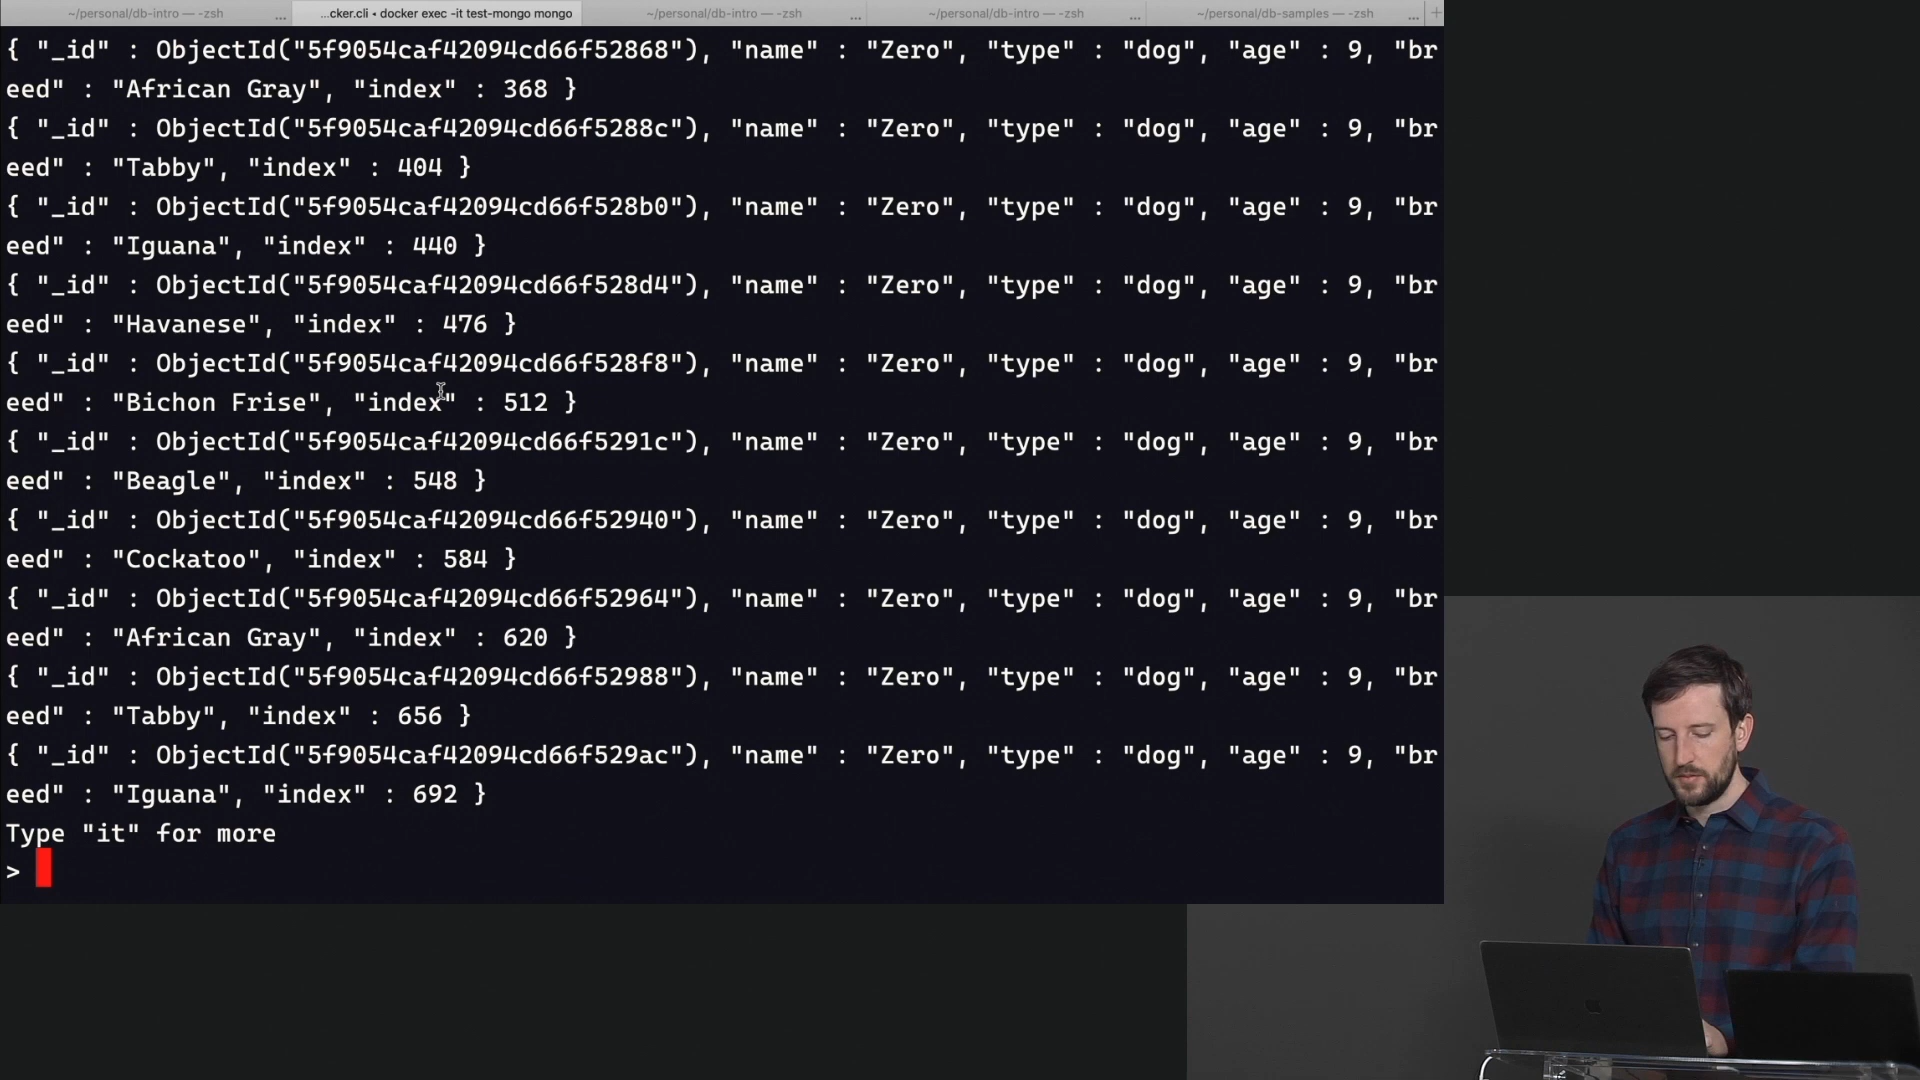 ~/personal/db-intro — -zsh ... ...cker.cli • docker exec -it test-mongo mongo ~/personal/db-intro — -zsh ... ~/personal/db-intro — -zsh ... ~/personal/db-samples — -zsh ... +
{ "_id" : ObjectId("5f9054caf42094cd66f52868"), "name" : "Zero", "type" : "dog", "age" : 9, "br
eed" : "African Gray", "index" : 368 }
{ "_id" : ObjectId("5f9054caf42094cd66f5288c"), "name" : "Zero", "type" : "dog", "age" : 9, "br
eed" : "Tabby", "index" : 404 }
{ "_id" : ObjectId("5f9054caf42094cd66f528b0"), "name" : "Zero", "type" : "dog", "age" : 9, "br
eed" : "Iguana", "index" : 440 }
{ "_id" : ObjectId("5f9054caf42094cd66f528d4"), "name" : "Zero", "type" : "dog", "age" : 9, "br
eed" : "Havanese", "index" : 476 }
{ "_id" : ObjectId("5f9054caf42094cd66f528f8"), "name" : "Zero", "type" : "dog", "age" : 9, "br
eed" : "Bichon Frise", "index" : 512 }
{ "_id" : ObjectId("5f9054caf42094cd66f5291c"), "name" : "Zero", "type" : "dog", "age" : 9, "br
eed" : "Beagle", "index" : 548 }
{ "_id" : ObjectId("5f9054caf42094cd66f52940"), "name" : "Zero", "type" : "dog", "age" : 9, "br
eed" : "Cockatoo", "index" : 584 }
{ "_id" : ObjectId("5f9054caf42094cd66f52964"), "name" : "Zero", "type" : "dog", "age" : 9, "br
eed" : "African Gray", "index" : 620 }
{ "_id" : ObjectId("5f9054caf42094cd66f52988"), "name" : "Zero", "type" : "dog", "age" : 9, "br
eed" : "Tabby", "index" : 656 }
{ "_id" : ObjectId("5f9054caf42094cd66f529ac"), "name" : "Zero", "type" : "dog", "age" : 9, "br
eed" : "Iguana", "index" : 692 }
Type "it" for more
>